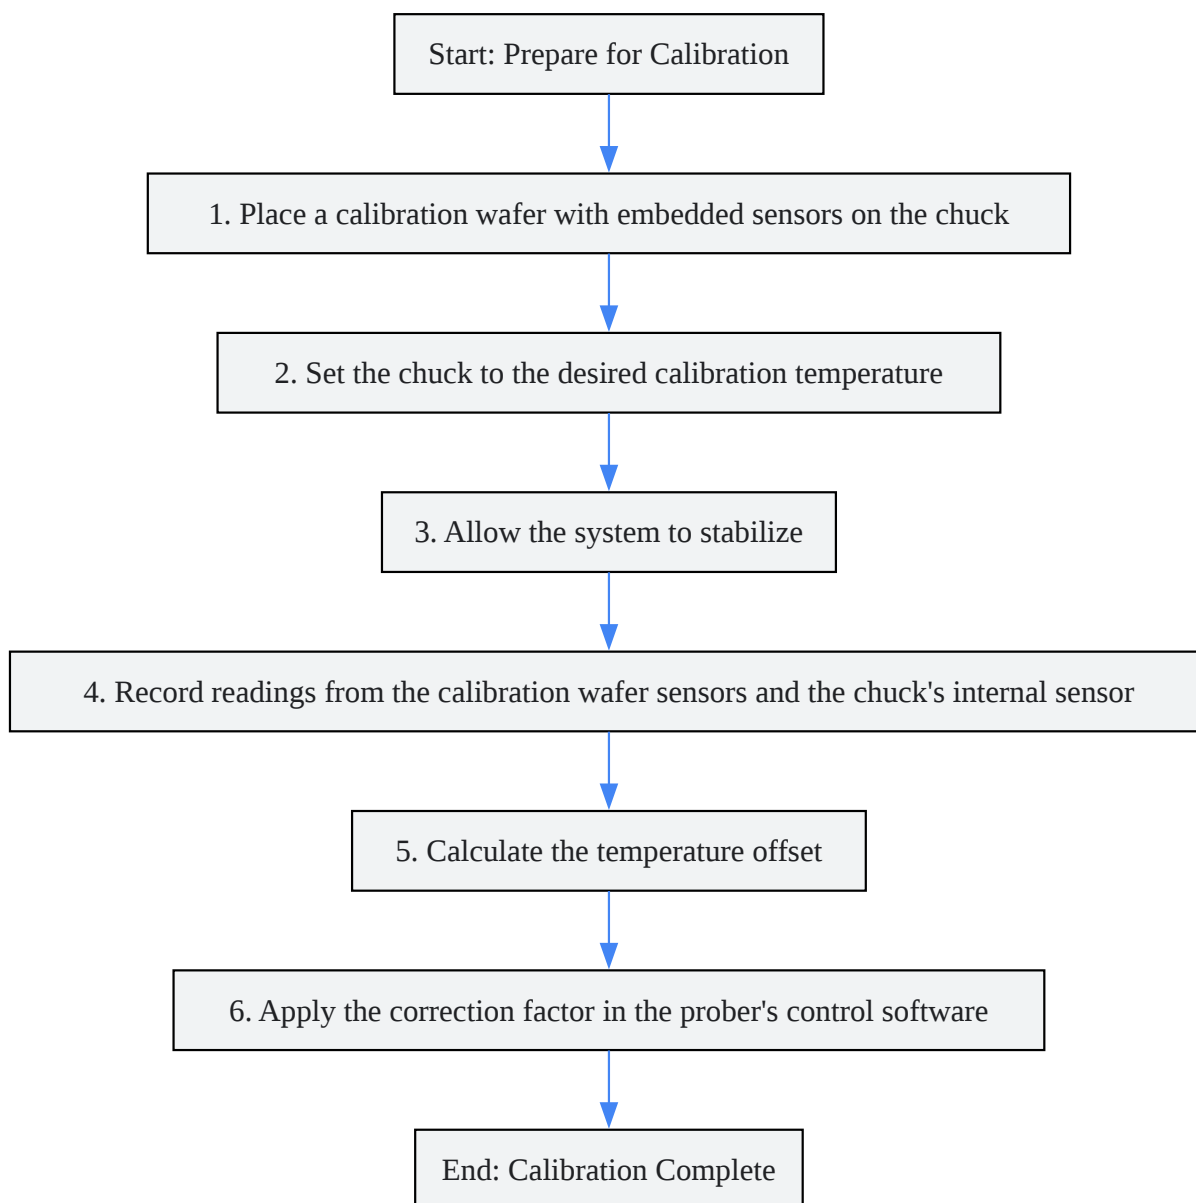 Start: Prepare for Calibration
1. Place a calibration wafer with embedded sensors on the chuck
2. Set the chuck to the desired calibration temperature
3. Allow the system to stabilize
4. Record readings from the calibration wafer sensors and the chuck's internal sensor
5. Calculate the temperature offset
6. Apply the correction factor in the prober's control software
End: Calibration Complete